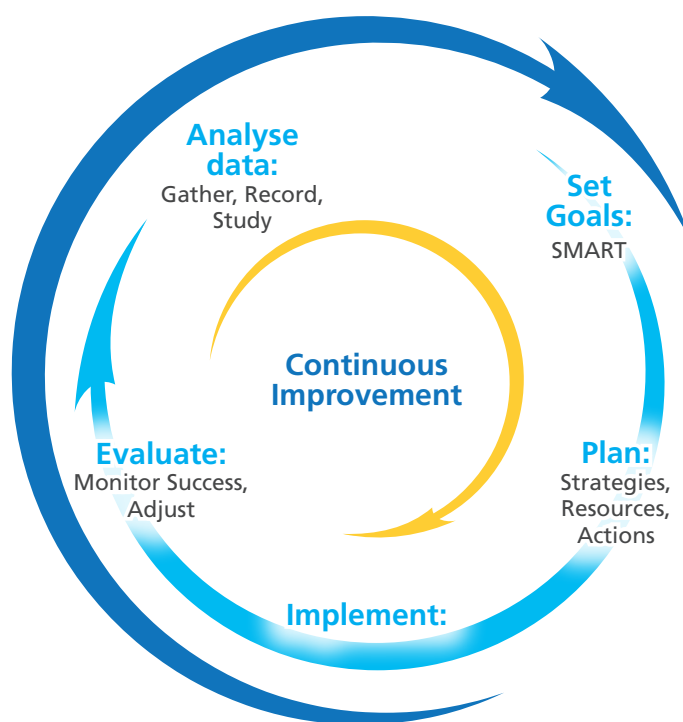 Analyse
data:
Gather, Record,
Study
Set
Goals:
SMART
Continuous
Improvement
Plan:
Strategies,
Resources,
Actions
Implement:
Evaluate:
Monitor Success,
Adjust